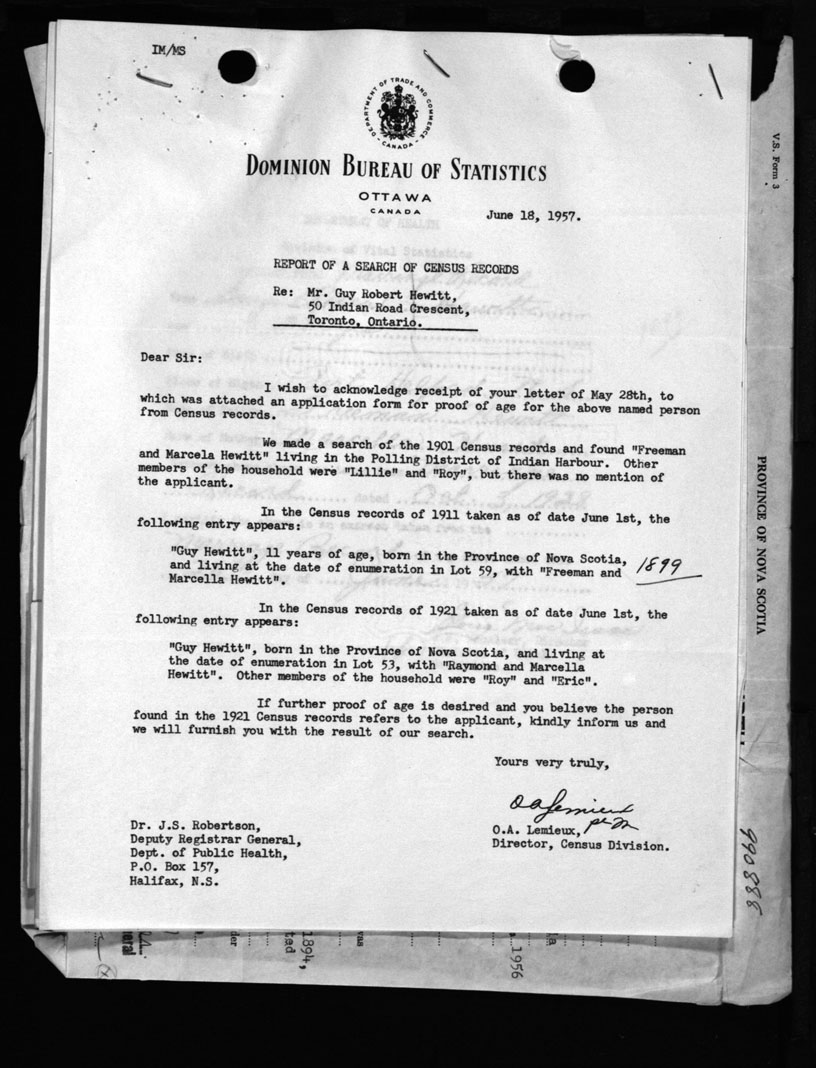 IM/MS
DEPARTMENT OF TRADE AND COMMERCE
CANADA
DOMINION BUREAU OF STATISTICS
OTTAWA
CANADA
June 18, 1957.
REPORT OF A SEARCH OF CENSUS RECORDS
Re: Mr. Guy Robert Hewitt,
50 Indian Road Crescent,
Toronto, Ontario.
Dear Sir:
I wish to acknowledge receipt of your letter of May 28th, to
which was attached an application form for proof of age for the above named person
from Census records.
We made a search of the 1901 Census records and found "Freeman
and Marcela Hewitt" living in the Polling District of Indian Harbour. Other
members of the household were "Lillie" and "Roy", but there was no mention of
the applicant.
In the Census records of 1911 taken as of date June 1st, the
following entry appears:
"Guy Hewitt", 11 years of age, born in the Province of Nova Scotia,
and living at the date of enumeration in Lot 59, with "Freeman and
Marcella Hewitt".
1899
In the Census records of 1921 taken as of date June 1st, the
following entry appears:
"Guy Hewitt", born in the Province of Nova Scotia, and living at
the date of enumeration in Lot 53, with "Raymond and Marcella
Hewitt". Other members of the household were "Roy" and "Eric".
If further proof of age is desired and you believe the person
found in the 1921 Census records refers to the applicant, kindly inform us and
we will furnish you with the result of our search.
Yours very truly,
O A Lemieux
O.A. Lemieux,
Director, Census Division.
Dr. J.S. Robertson,
Deputy Registrar General,
Dept. of Public Health,
P.O. Box 157,
Halifax, N.S.
V.S. Form 3
PROVINCE OF NOVA SCOTIA
990888
1894,
was
1956